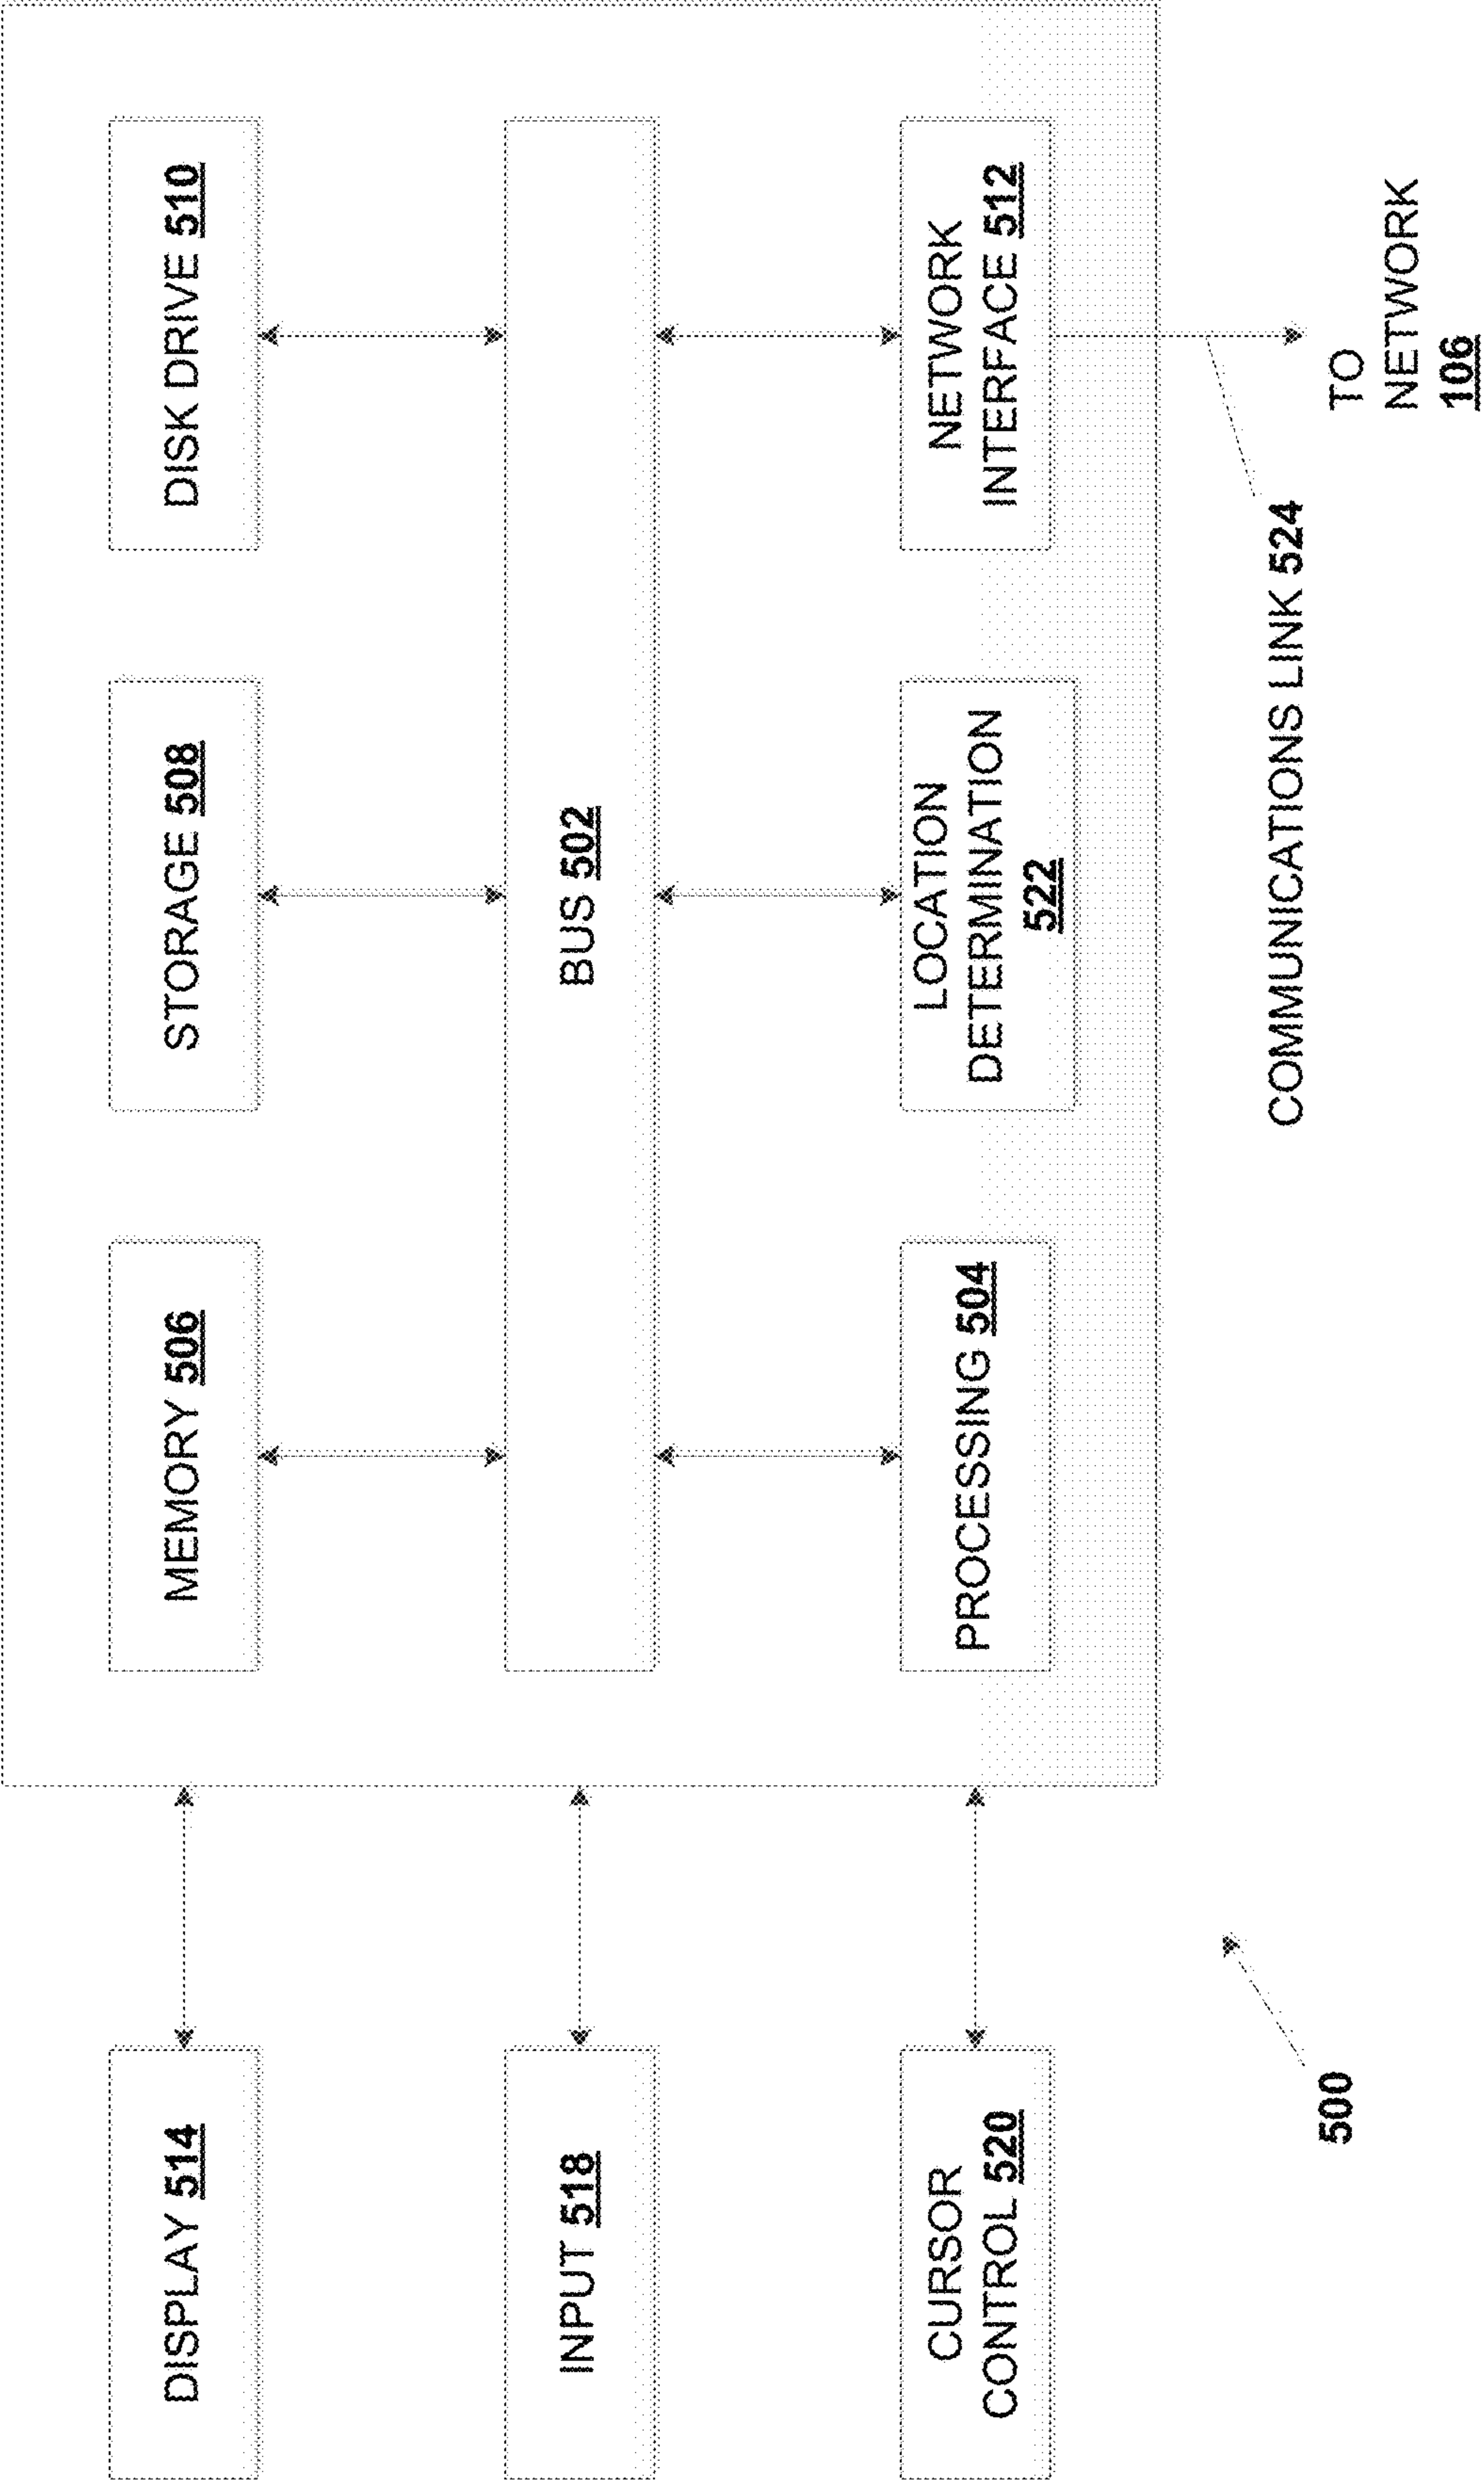 DISPLAY 514
MEMORY 506
STORAGE 508
DISK DRIVE 510
INPUT 518
BUS 502
CURSOR
CONTROL 520
PROCESSING 504
LOCATION
DETERMINATION
522
NETWORK
INTERFACE 512
500
COMMUNICATIONS LINK 524
TO
NETWORK
106